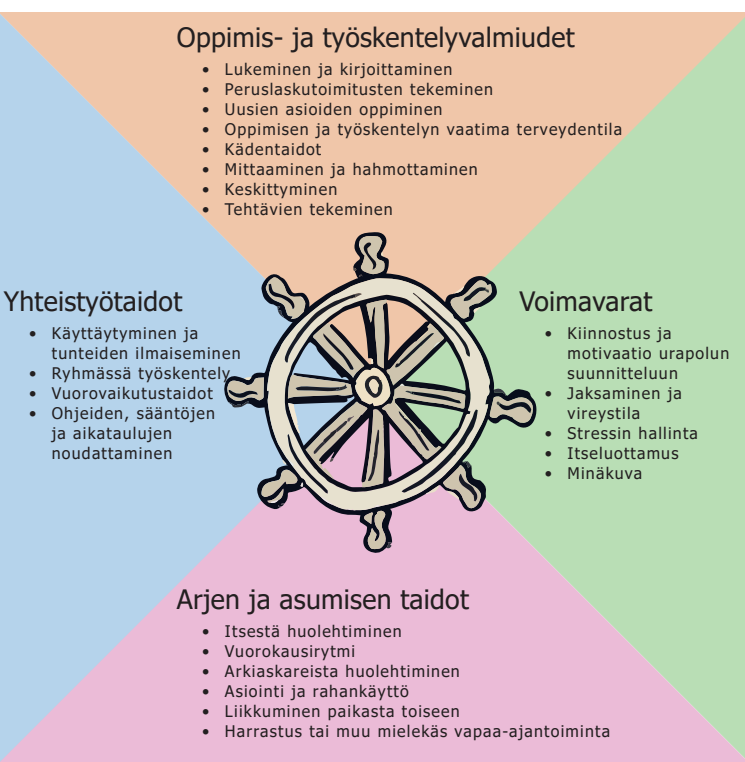 Oppimis- ja työskentelyvalmiudet
• Lukeminen ja kirjoittaminen
• Peruslaskutoimitusten tekeminen
• Uusien asioiden oppiminen
• Oppimisen ja työskentelyn vaatima terveydentila
• Kädentaidot
• Mittaaminen ja hahmottaminen
• Keskittyminen
• Tehtävien tekeminen
Yhteistyötaidot
• Käyttäytyminen ja
tunteiden ilmaiseminen
• Ryhmässä työskentely
• Vuorovaikutustaidot
• Ohjeiden, sääntöjen
ja aikataulujen
noudattaminen
Voimavarat
• Kiinnostus ja
motivaatio urapolun
suunnitteluun
• Jaksaminen ja
vireystila
• Stressin hallinta
• Itseluottamus
• Minäkuva
Arjen ja asumisen taidot
• Itsestä huolehtiminen
• Vuorokausirytmi
• Arkiaskareista huolehtiminen
• Asiointi ja rahankäyttö
• Liikkuminen paikasta toiseen
• Harrastus tai muu mielekäs vapaa-ajantoiminta